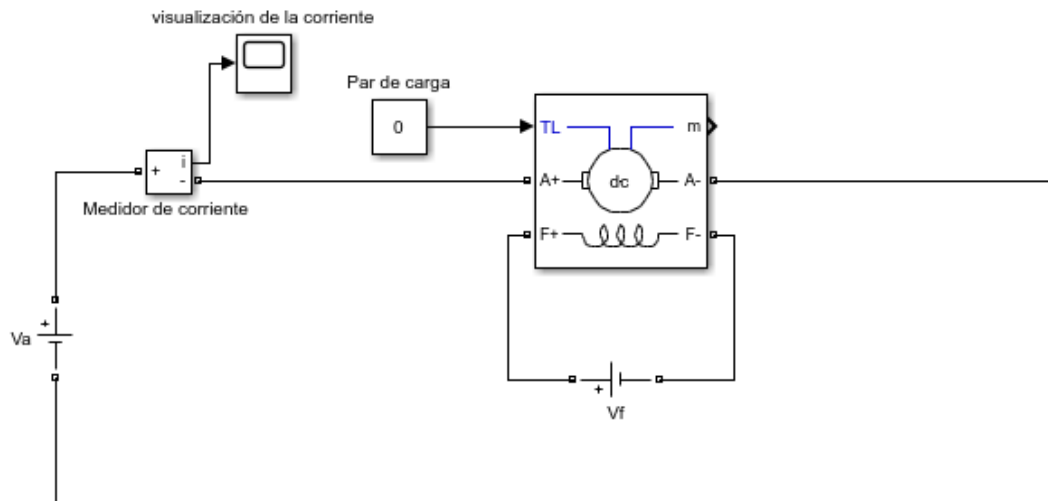 visualización de la corriente
Par de carga
0
TL
m
+
i
-
A+
dc
A-
Medidor de corriente
F+
F-
+
Va
+
Vf